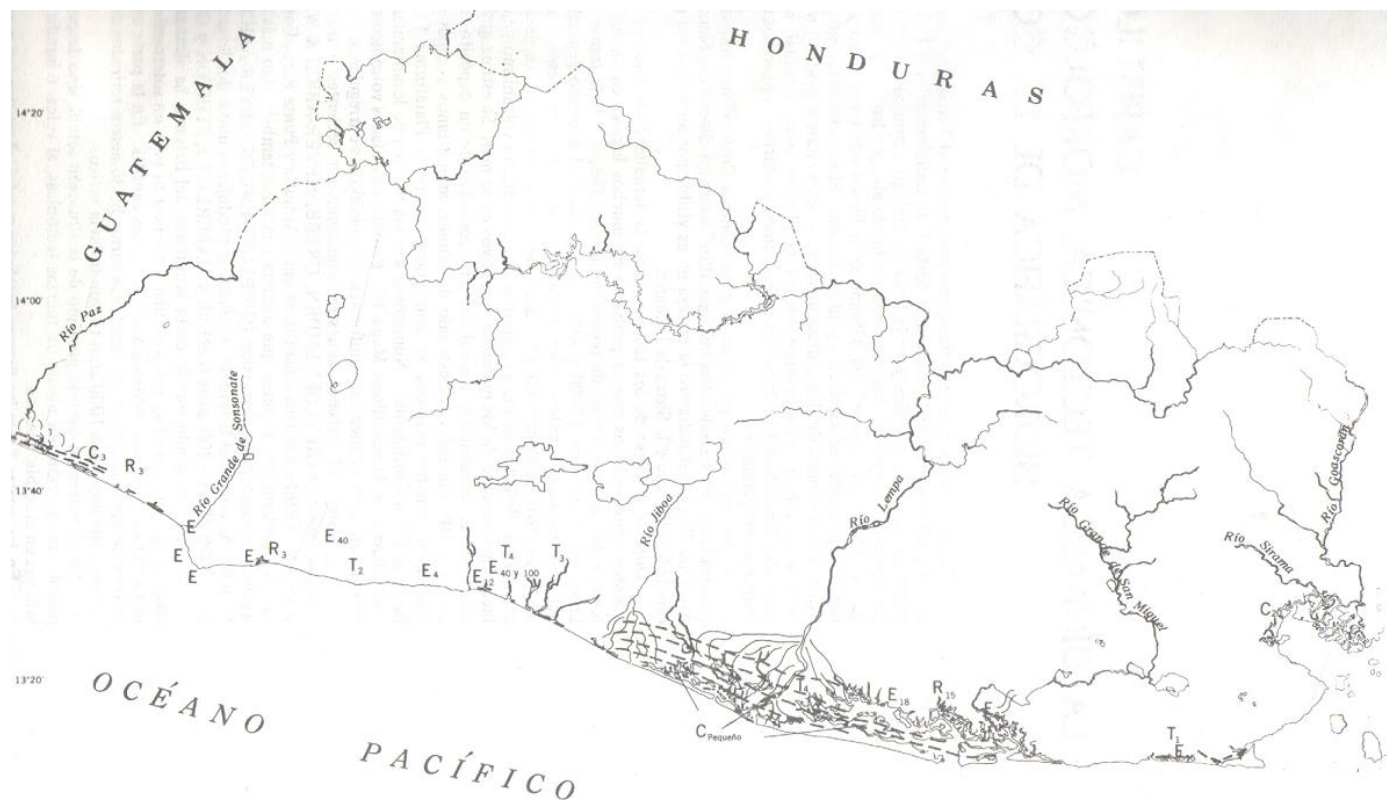 GUATEMALA
HONDURAS
14°20'
14°00'
13°40'
13°20'
Río Paz
Río Grande de Sonsonate
C3
R3
E
E
E
E
R3
E40
T2
E4
E12
T4
E40 y 100
T3
V
Río Jiboa
Río Lempa
Río Grande de San Miguel
Río Sirama
Río Goascorán
C2
T4
E18
R15
E
C Pequeño
T1
E
OCÉANO
PACÍFICO